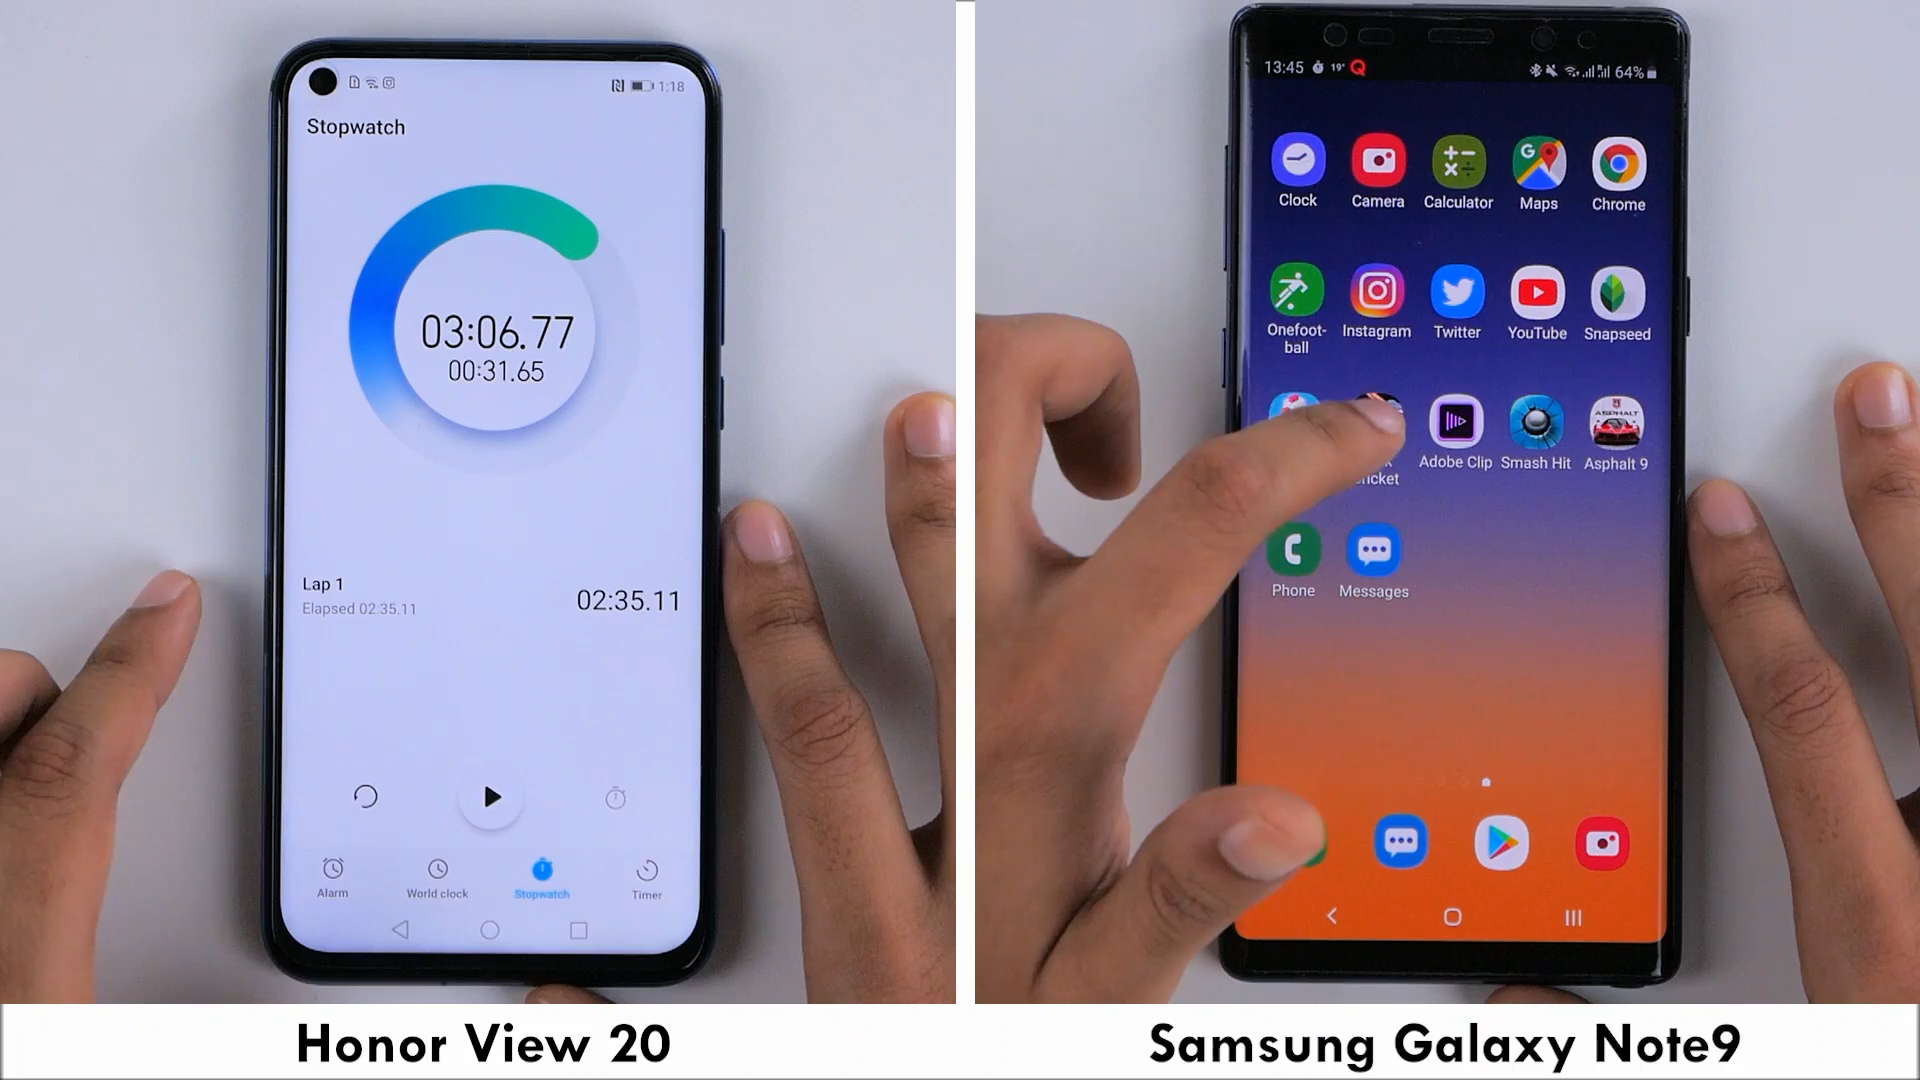 1:18
Stopwatch
03:06.77
00:31.65
Lap 1
Elapsed 02:35.11
02:35.11
Alarm
World clock
Stopwatch
Timer
Honor View 20
13:45 19° 64%
Clock
Camera
Calculator
Maps
Chrome
Onefoot-
ball
Instagram
Twitter
YouTube
Snapseed
ASPHALT
Adobe Clip
Smash Hit
Asphalt 9
Phone
Messages
Samsung Galaxy Note9